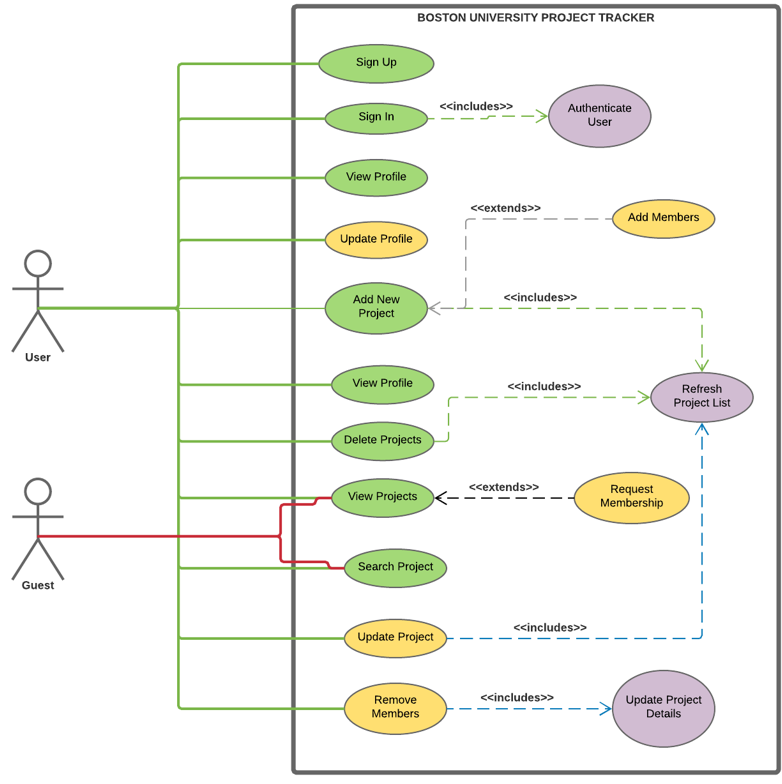 BOSTON UNIVERSITY PROJECT TRACKER
Sign Up
Sign In
<<includes>>
Authenticate
User
View Profile
<<extends>>
Add Members
Update Profile
Add New
Project
<<includes>>
User
View Profile
<<includes>>
Refresh
Project List
Delete Projects
View Projects
<<extends>>
Request
Membership
Guest
Search Project
Update Project
<<includes>>
Remove
Members
<<includes>>
Update Project
Details